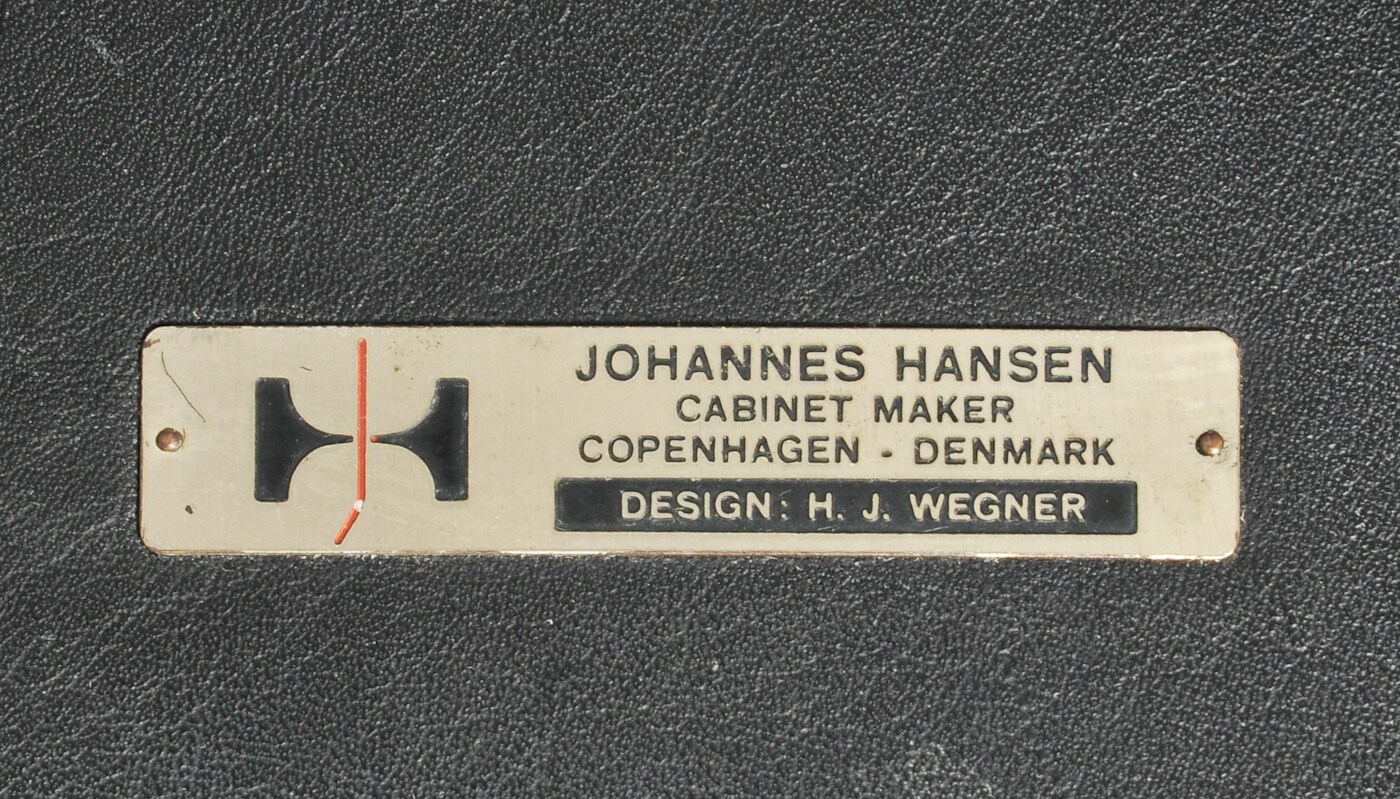 JOHANNES HANSEN
CABINET MAKER
COPENHAGEN - DENMARK
DESIGN: H. J. WEGNER